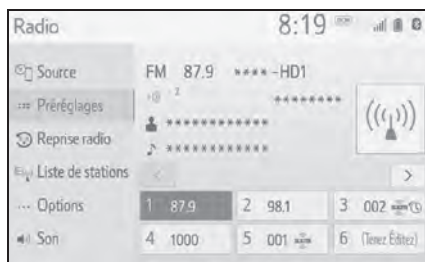 Radio 8:19
Source FM 87.9 ****-HD1
Préréglages ********
***********
Reprise radio ***********
Liste de stations < >
... Options 1 87.9 2 98.1 3 002
Son 4 1000 5 001 6 (Tenez Éditez)